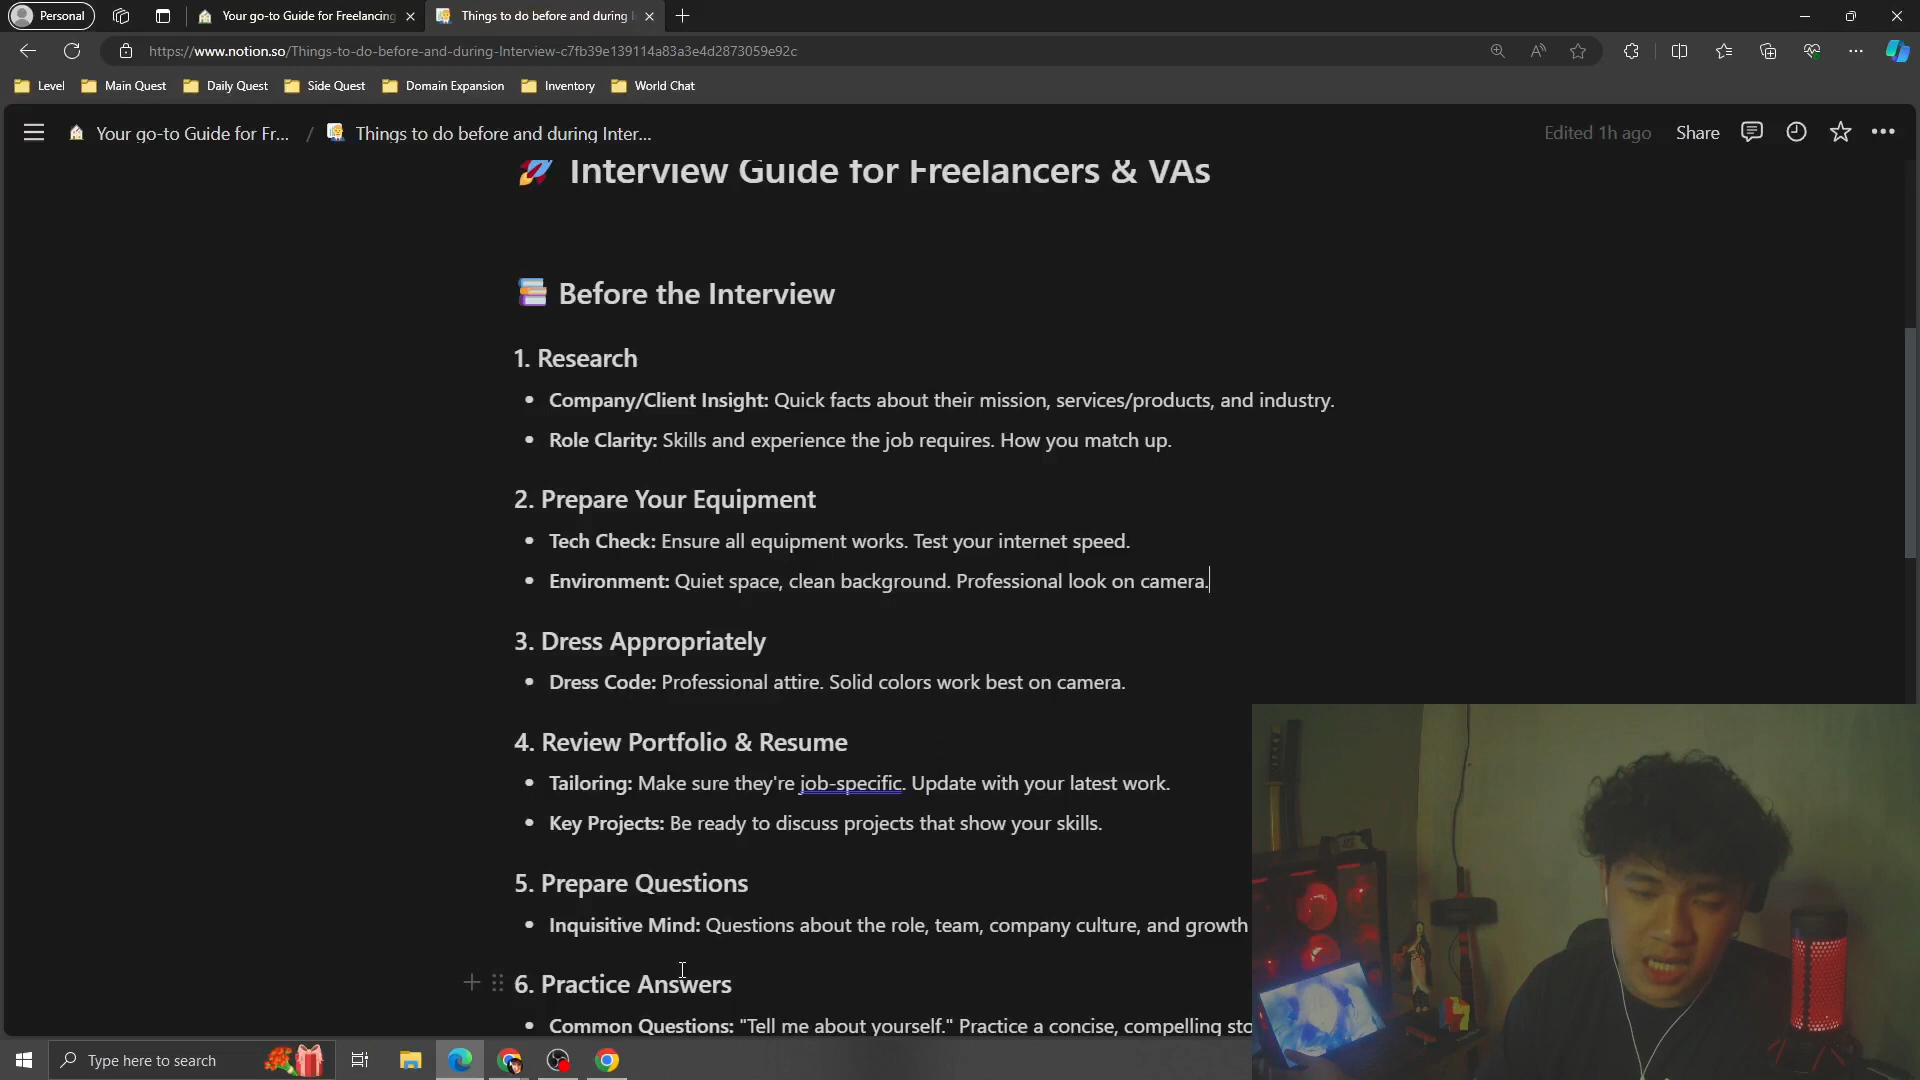 Personal
Your go-to Guide for Freelancing
Things to do before and during I
https://www.notion.so/Things-to-do-before-and-during-Interview-c7fb39e139114a83a3e4d2873059e92c
Level
Main Quest
Daily Quest
Side Quest
Domain Expansion
Inventory
World Chat
Your go-to Guide for Fr... / Things to do before and during Inter...
Edited 1h ago
Share
Interview Guide for Freelancers & VAs
Before the Interview
1. Research
• Company/Client Insight: Quick facts about their mission, services/products, and industry.
• Role Clarity: Skills and experience the job requires. How you match up.
2. Prepare Your Equipment
• Tech Check: Ensure all equipment works. Test your internet speed.
• Environment: Quiet space, clean background. Professional look on camera.
3. Dress Appropriately
• Dress Code: Professional attire. Solid colors work best on camera.
4. Review Portfolio & Resume
• Tailoring: Make sure they're job-specific. Update with your latest work.
• Key Projects: Be ready to discuss projects that show your skills.
5. Prepare Questions
• Inquisitive Mind: Questions about the role, team, company culture, and growth
6. Practice Answers
• Common Questions: "Tell me about yourself." Practice a concise, compelling sto
Type here to search